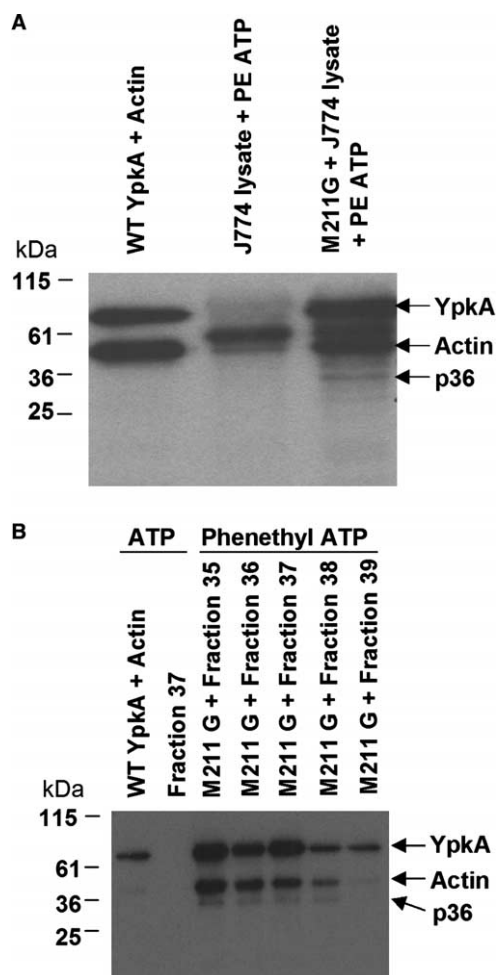 A
WT YpkA + Actin
J774 lysate + PE ATP
M211G + J774 lysate
+ PE ATP
kDa
115
61
36
25
YpkA
Actin
p36
B
ATP
Phenethyl ATP
WT YpkA + Actin
Fraction 37
M211 G + Fraction 35
M211 G + Fraction 36
M211 G + Fraction 37
M211 G + Fraction 38
M211 G + Fraction 39
kDa
115
61
36
25
YpkA
Actin
p36